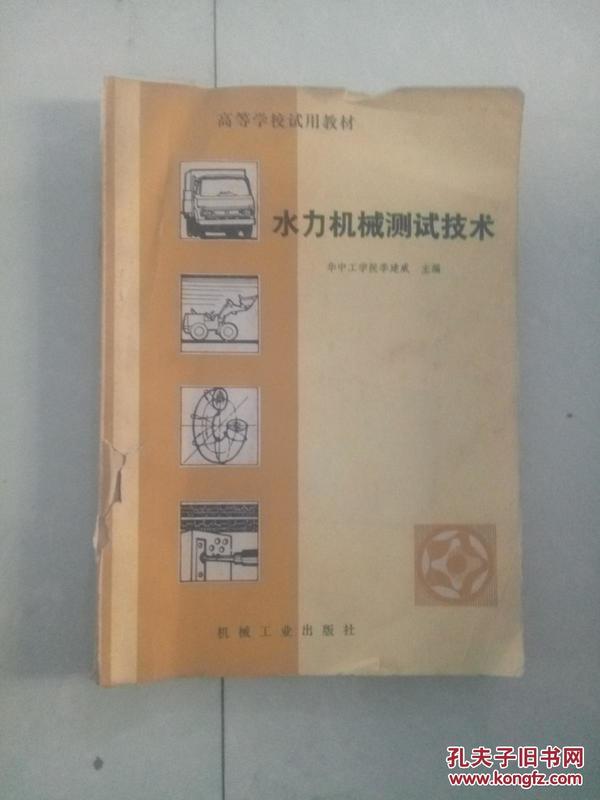 高等学校试用教材
水力机械测试技术
华中工学院李建威 主编
机械工业出版社
孔夫子旧书网
www.kongfz.com